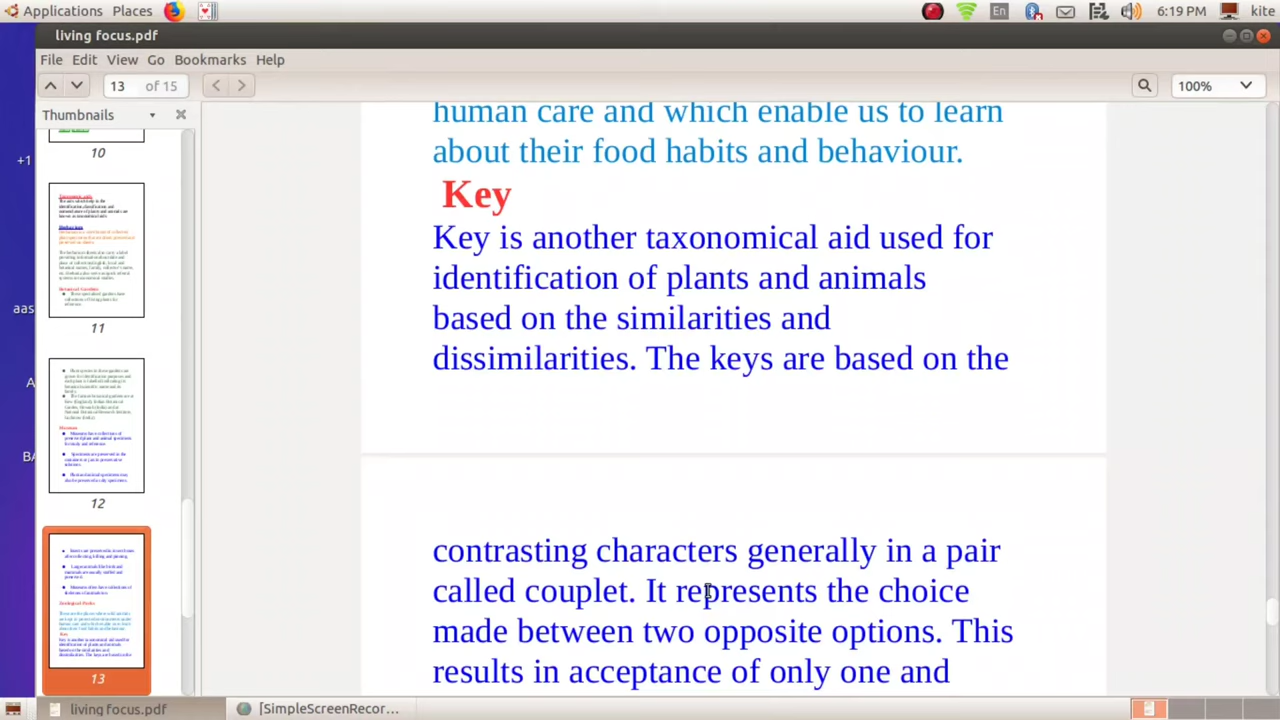 Applications Places En 6:19 PM kite
living focus.pdf
File Edit View Go Bookmarks Help
13 of 15 100%
Thumbnails
10
11
12
13
+1
aas
A
BA
human care and which enable us to learn
about their food habits and behaviour.
Key
Key is another taxonomical aid used for
identification of plants and animals
based on the similarities and
dissimilarities. The keys are based on the
contrasting characters generally in a pair
called couplet. It represents the choice
made between two opposite options. This
results in acceptance of only one and
living focus.pdf [SimpleScreenRecor...